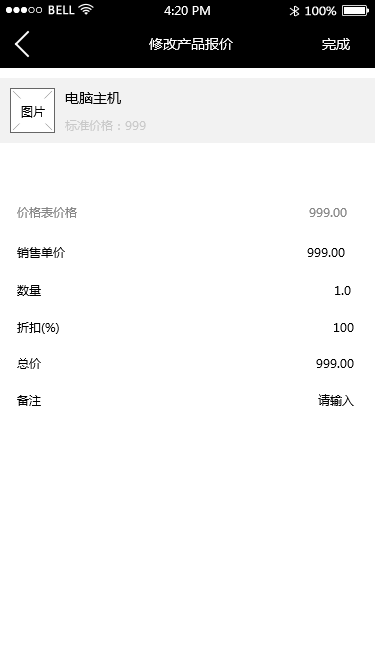 BELL 4:20 PM 100%
修改产品报价 完成
图片 电脑主机
标准价格：999
价格表价格 999.00
销售单价 999.00
数量 1.0
折扣(%) 100
总价 999.00
备注 请输入